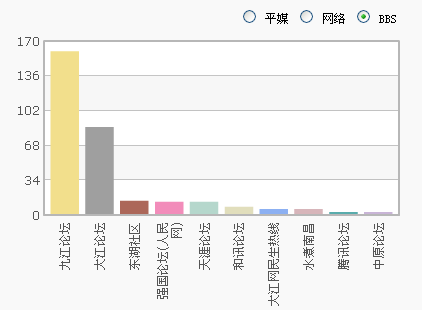 平媒 网络 BBS
170
136
102
68
34
0
九江论坛
大江论坛
东湖社区
强国论坛(人民
网)
天涯论坛
和讯论坛
大江网民生热线
水煮南昌
腾讯论坛
中原论坛